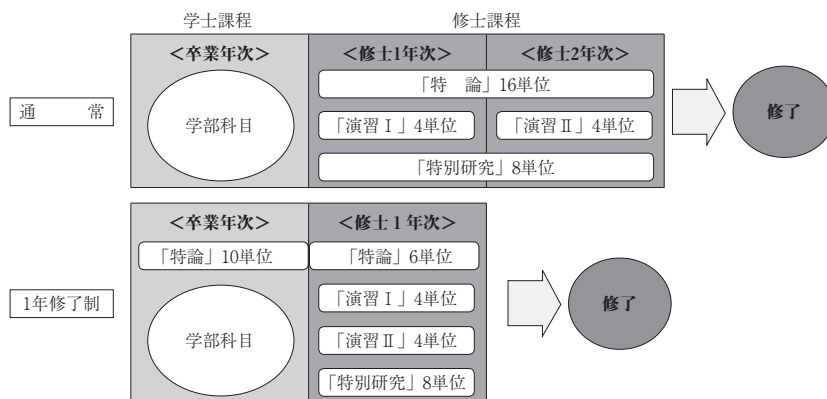 学士課程 修士課程
<卒業年次> <修士1年次> <修士2年次>
「特　論」16単位
通　　常
学部科目
「演習Ⅰ」4単位 「演習Ⅱ」4単位
修了
「特別研究」8単位
<卒業年次> <修士１年次>
「特論」10単位 「特論」6単位
1年修了制
学部科目
「演習Ⅰ」4単位
修了
「演習Ⅱ」4単位
「特別研究」8単位